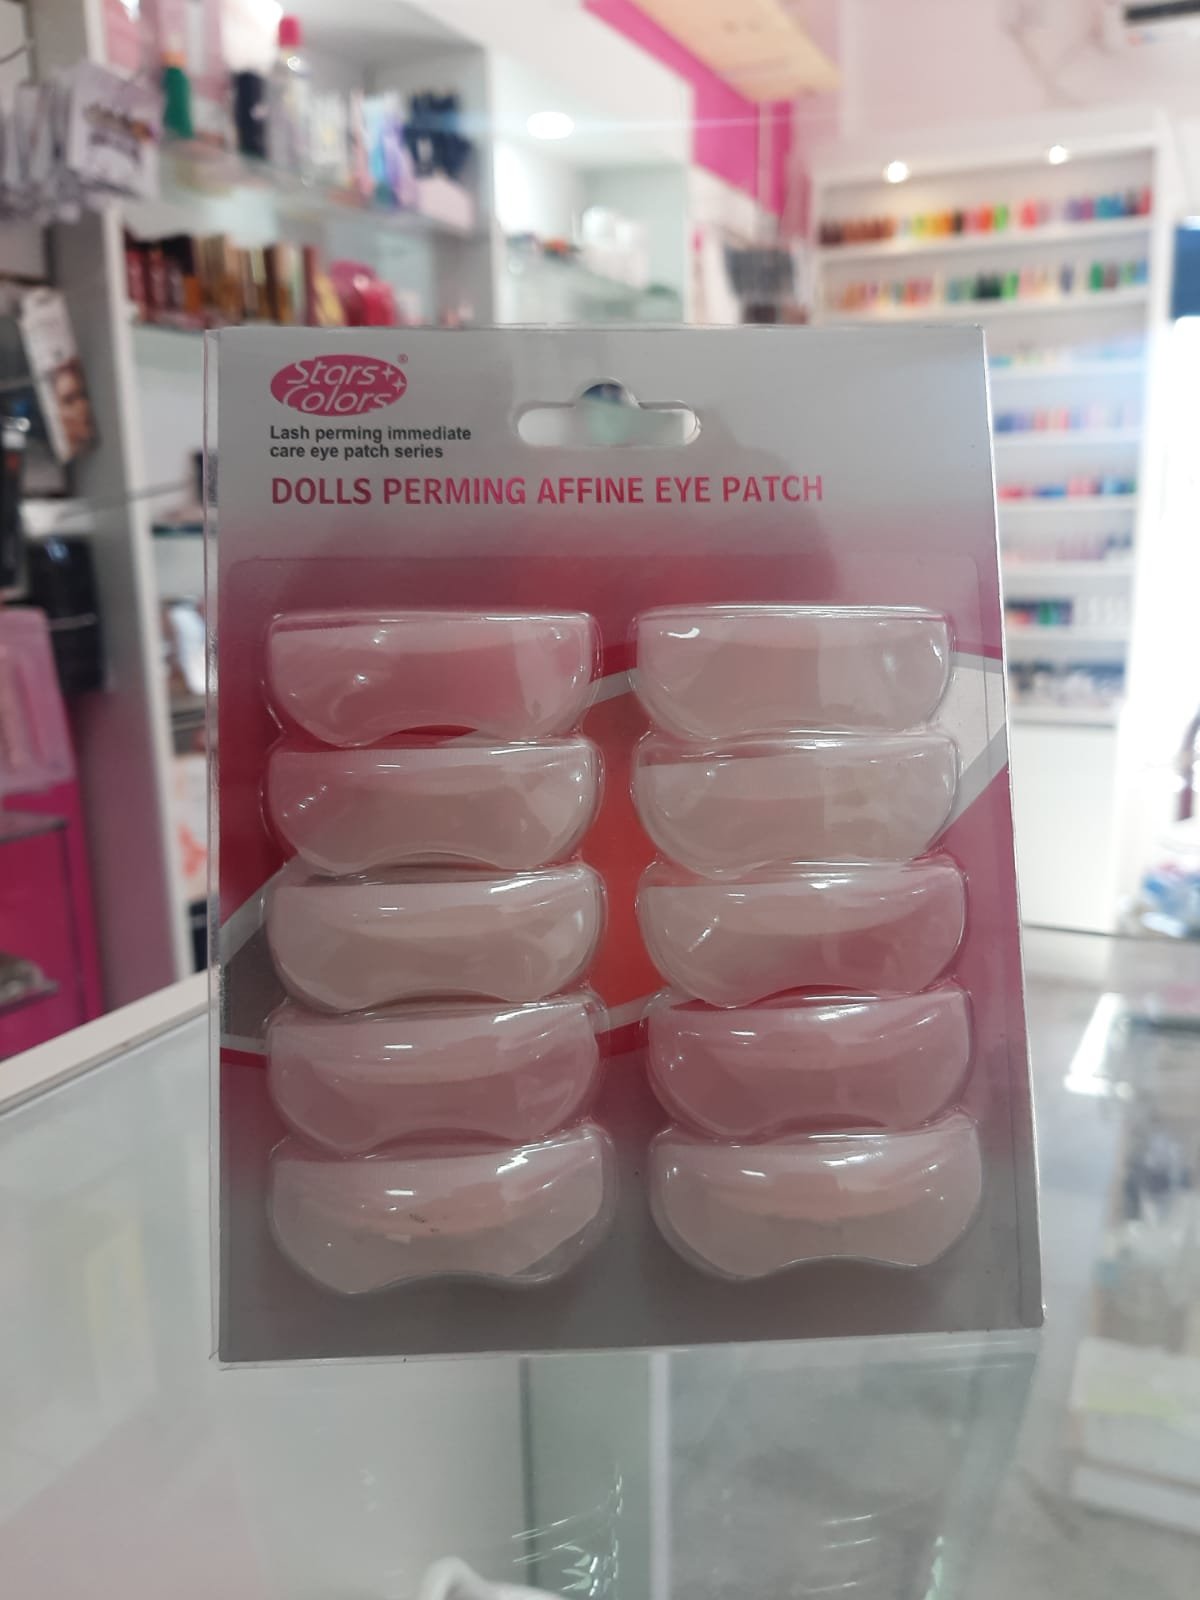 Stars
Colors ®
Lash perming immediate
care eye patch series
DOLLS PERMING AFFINE EYE PATCH